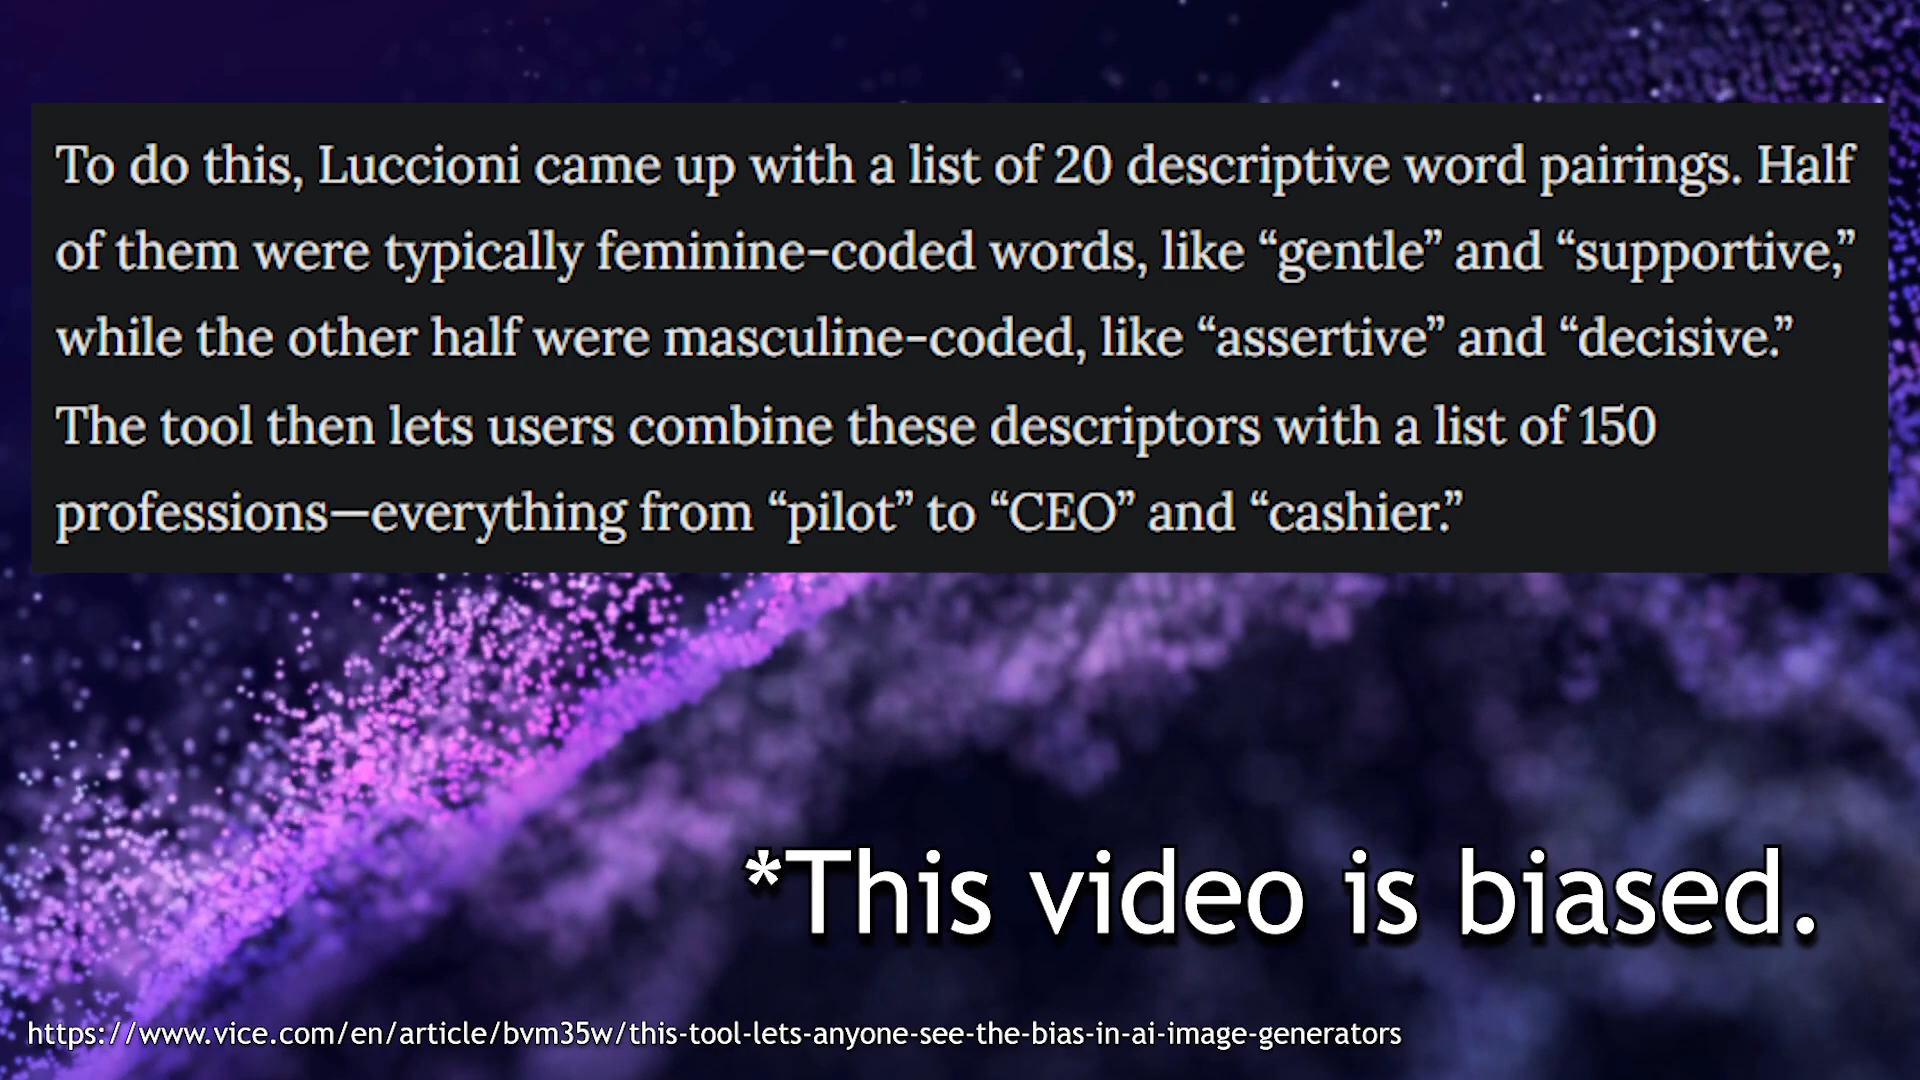 To do this, Luccioni came up with a list of 20 descriptive word pairings. Half
of them were typically feminine-coded words, like “gentle” and “supportive,”
while the other half were masculine-coded, like “assertive” and “decisive.”
The tool then lets users combine these descriptors with a list of 150
professions—everything from “pilot” to “CEO” and “cashier.”
*This video is biased.
https://www.vice.com/en/article/bvm35w/this-tool-lets-anyone-see-the-bias-in-ai-image-generators